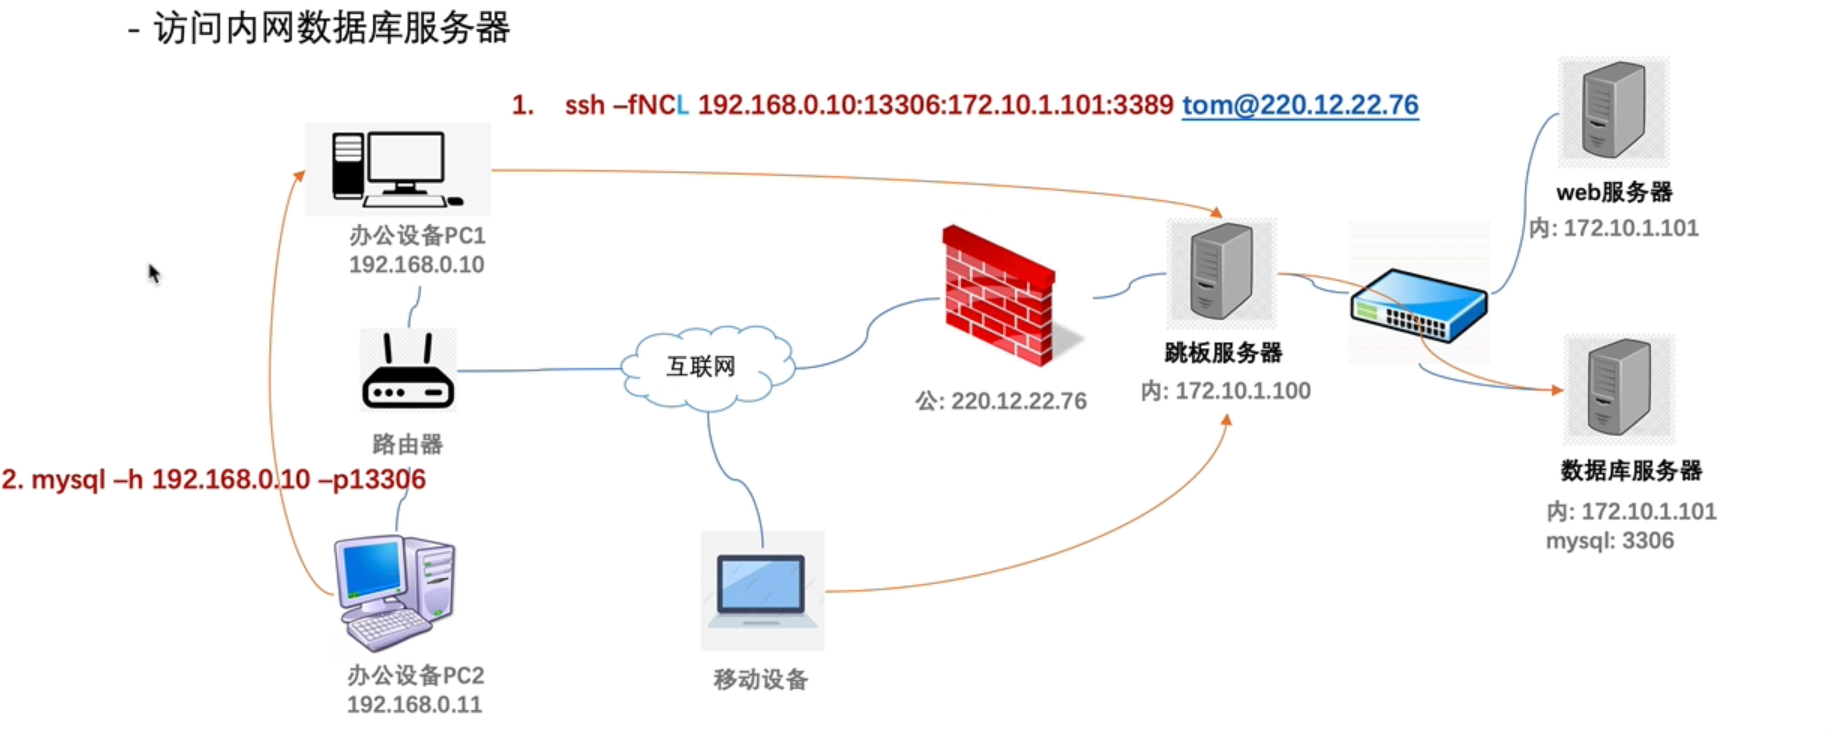 - 访问内网数据库服务器
1. ssh –fNCL 192.168.0.10:13306:172.10.1.101:3389 tom@220.12.22.76
办公设备PC1
192.168.0.10
路由器
2. mysql –h 192.168.0.10 –p13306
办公设备PC2
192.168.0.11
互联网
移动设备
公: 220.12.22.76
跳板服务器
内: 172.10.1.100
web服务器
内: 172.10.1.101
数据库服务器
内: 172.10.1.101
mysql: 3306